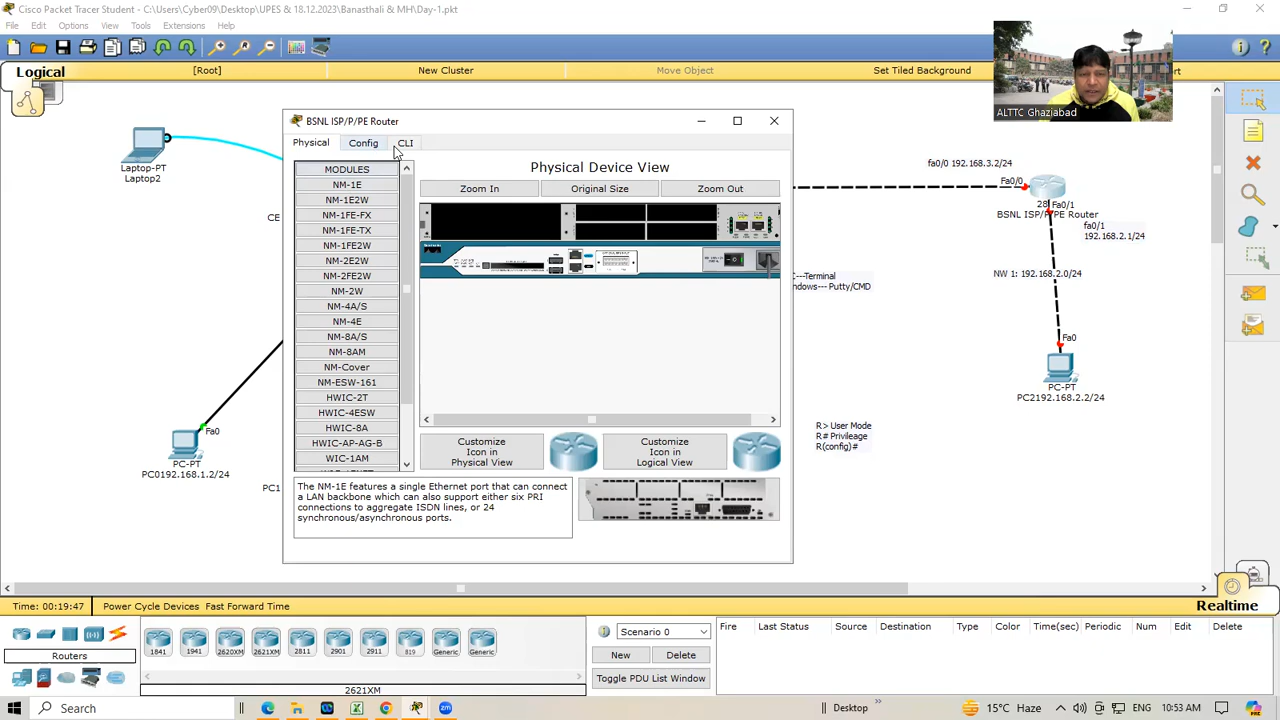 Cisco Packet Tracer Student - C:\Users\Cyber09\Desktop\UPES & 18.12.2023\Banasthali & MH\Day-1.pkt
File Edit Options View Tools Extensions Help
Logical
[Root]
New Cluster
Move Object
Set Tiled Background
ALTTC Ghaziabad
BSNL ISP/P/PE Router
Physical Config CLI
MODULES
NM-1E
NM-1E2W
NM-1FE-FX
NM-1FE-TX
NM-1FE2W
NM-2E2W
NM-2FE2W
NM-2W
NM-4A/S
NM-4E
NM-8A/S
NM-8AM
NM-Cover
NM-ESW-161
HWIC-2T
HWIC-4ESW
HWIC-8A
HWIC-AP-AG-B
WIC-1AM
Physical Device View
Zoom In
Original Size
Zoom Out
Customize
Icon in
Physical View
Customize
Icon in
Logical View
The NM-1E features a single Ethernet port that can connect
a LAN backbone which can also support either six PRI
connections to aggregate ISDN lines, or 24
synchronous/asynchronous ports.
Laptop-PT
Laptop2
CE
Fa0
PC-PT
PC0192.168.1.2/24
PC1
fa0/0 192.168.3.2/24
Fa0/0
28
Fa0/1
BSNL ISP/P/PE Router
fa0/1
192.168.2.1/24
NW 1: 192.168.2.0/24
C---Terminal
ndows--- Putty/CMD
Fa0
PC-PT
PC2192.168.2.2/24
R> User Mode
R# Privileage
R(config)#
Realtime
Time: 00:19:47
Power Cycle Devices Fast Forward Time
Routers
1841
1941
2620XM
2621XM
2811
2901
2911
819
Generic
Generic
2621XM
Scenario 0
New
Delete
Toggle PDU List Window
Fire
Last Status
Source
Destination
Type
Color
Time(sec)
Periodic
Num
Edit
Delete
Search
Desktop
15°C Haze
ENG
10:53 AM